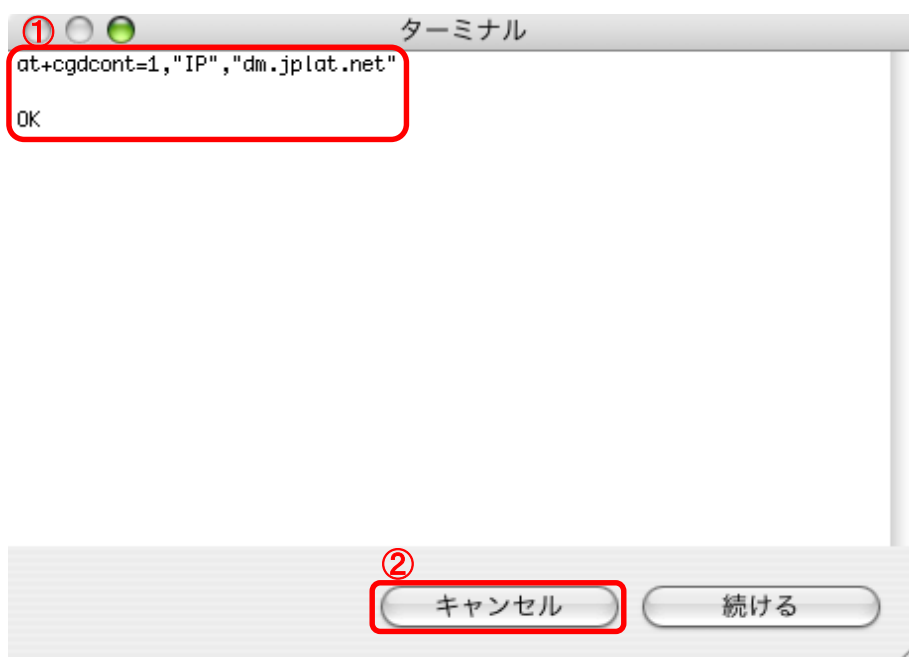 ①
ターミナル
at+cgdcont=1,"IP","dm.jplat.net"
OK
②
キャンセル
続ける